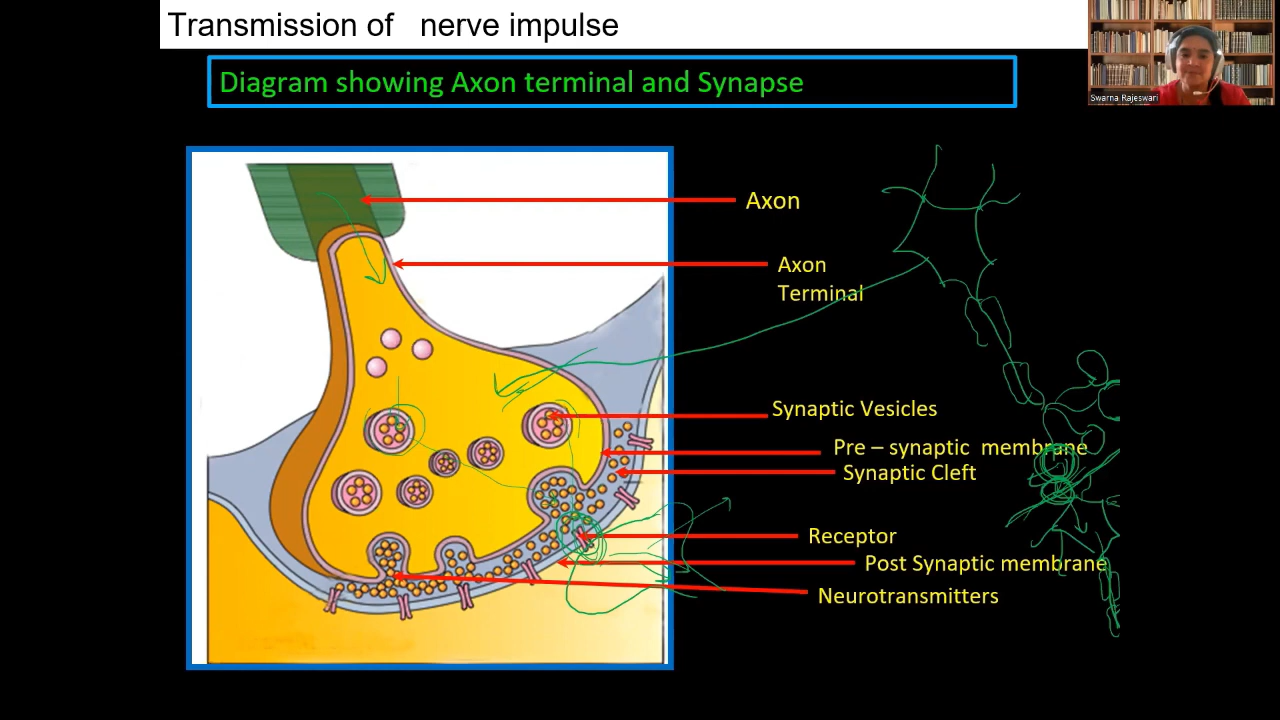 Transmission of nerve impulse
Swarna Rajeswari
Diagram showing Axon terminal and Synapse
Axon
Axon
Terminal
Synaptic Vesicles
Pre – synaptic membrane
Synaptic Cleft
Receptor
Post Synaptic membrane
Neurotransmitters